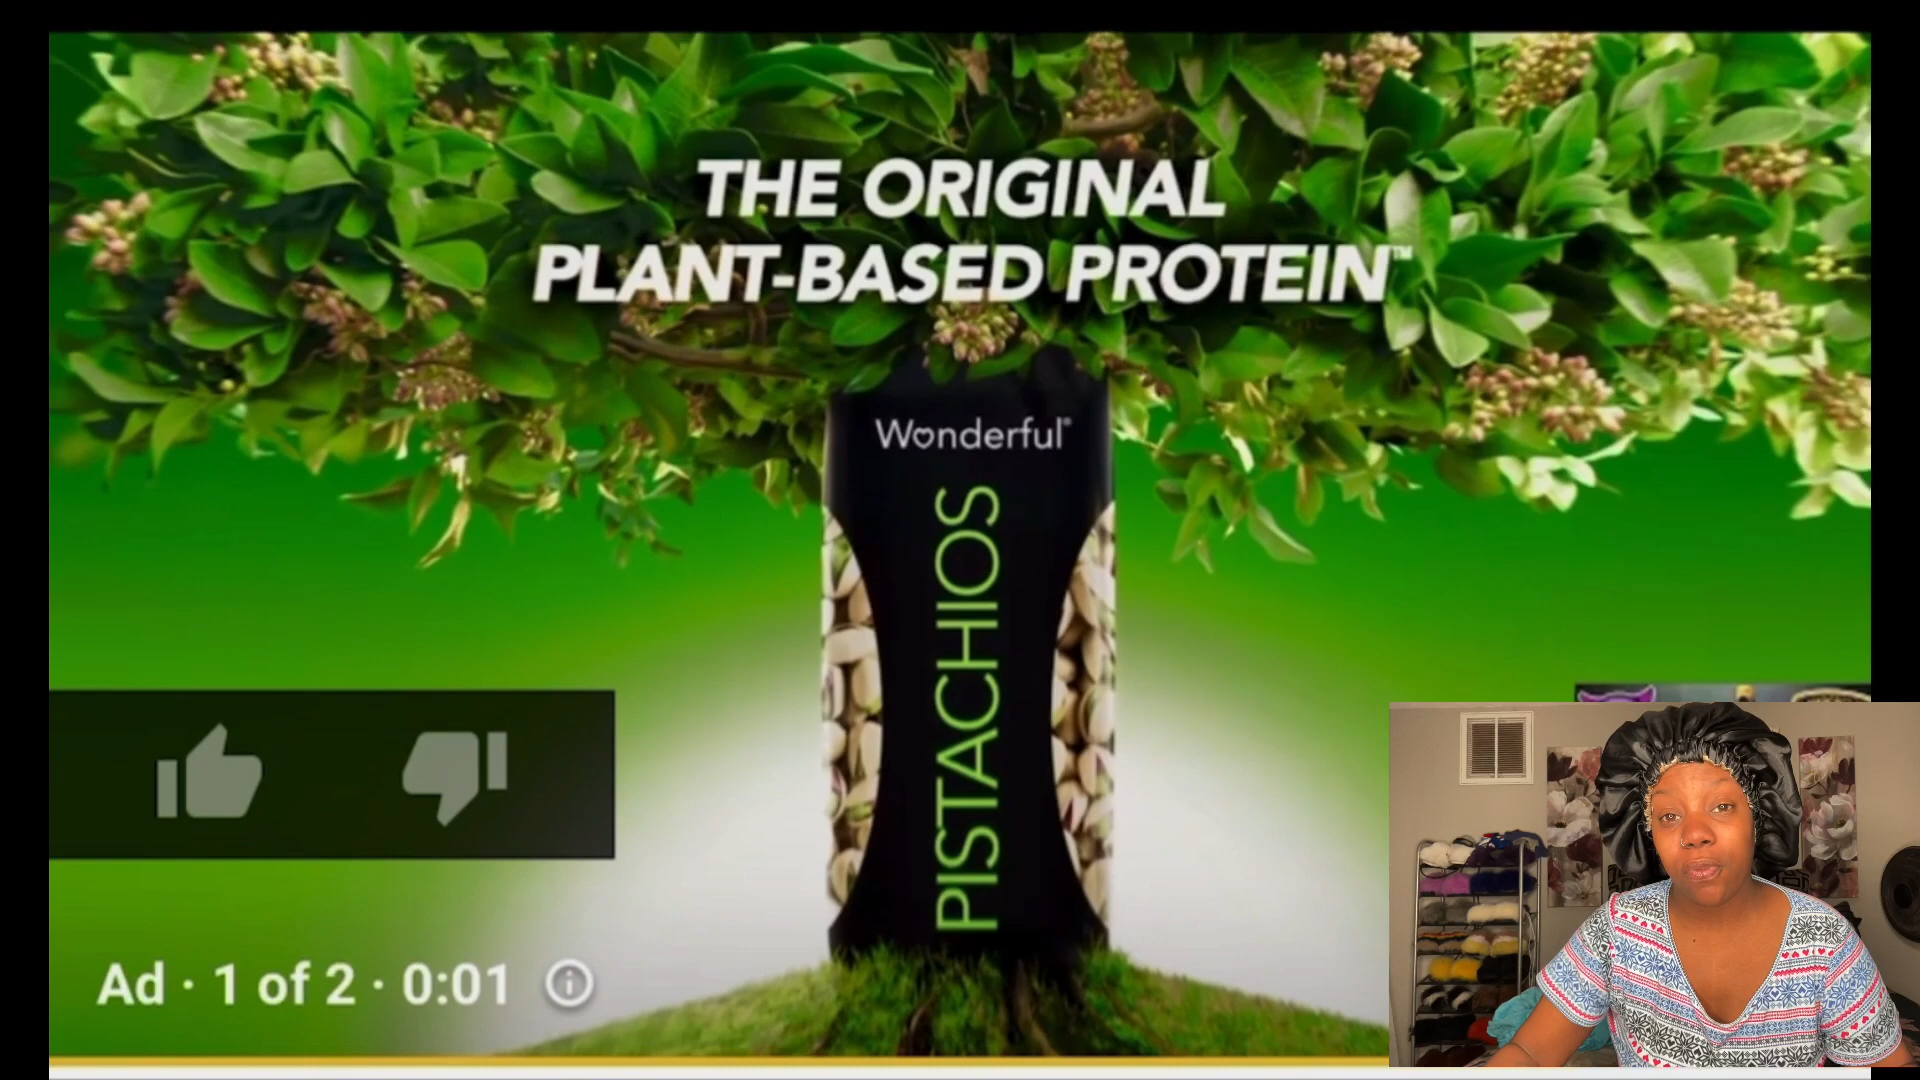 THE ORIGINAL
PLANT-BASED PROTEIN™
Wonderful®
PISTACHIOS
Ad · 1 of 2 · 0:01